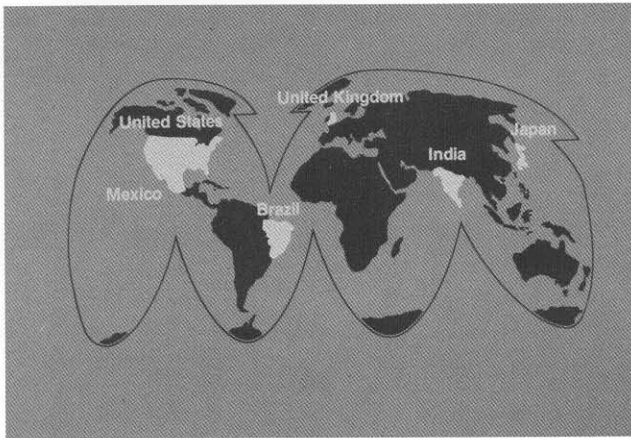 United Kingdom
United States
Japan
India
Mexico
Brazil